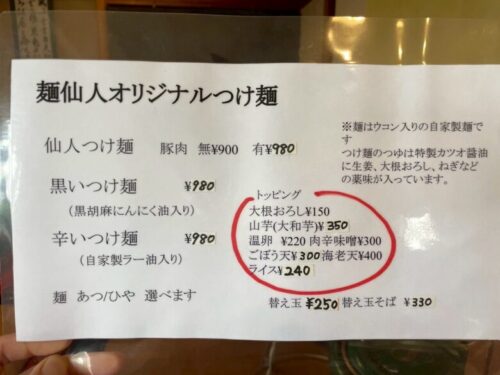 麺仙人オリジナルつけ麺
仙人つけ麺 豚肉 無¥900 有¥980
※麺はウコン入りの自家製麺です
つけ麺のつゆは特製カツオ醤油に生姜、大根おろし、ねぎなどの薬味が入っています。
黒いつけ麺 ¥980
(黒胡麻にんにく油入り)
辛いつけ麺 ¥980
(自家製ラー油入り)
麺 あつ/ひや 選べます
トッピング
大根おろし¥150
山芋(大和芋)¥350
温卵 ¥220 肉辛味噌¥300
ごぼう天¥300 海老天¥400
ライス¥240
替え玉 ¥250 替え玉そば ¥330